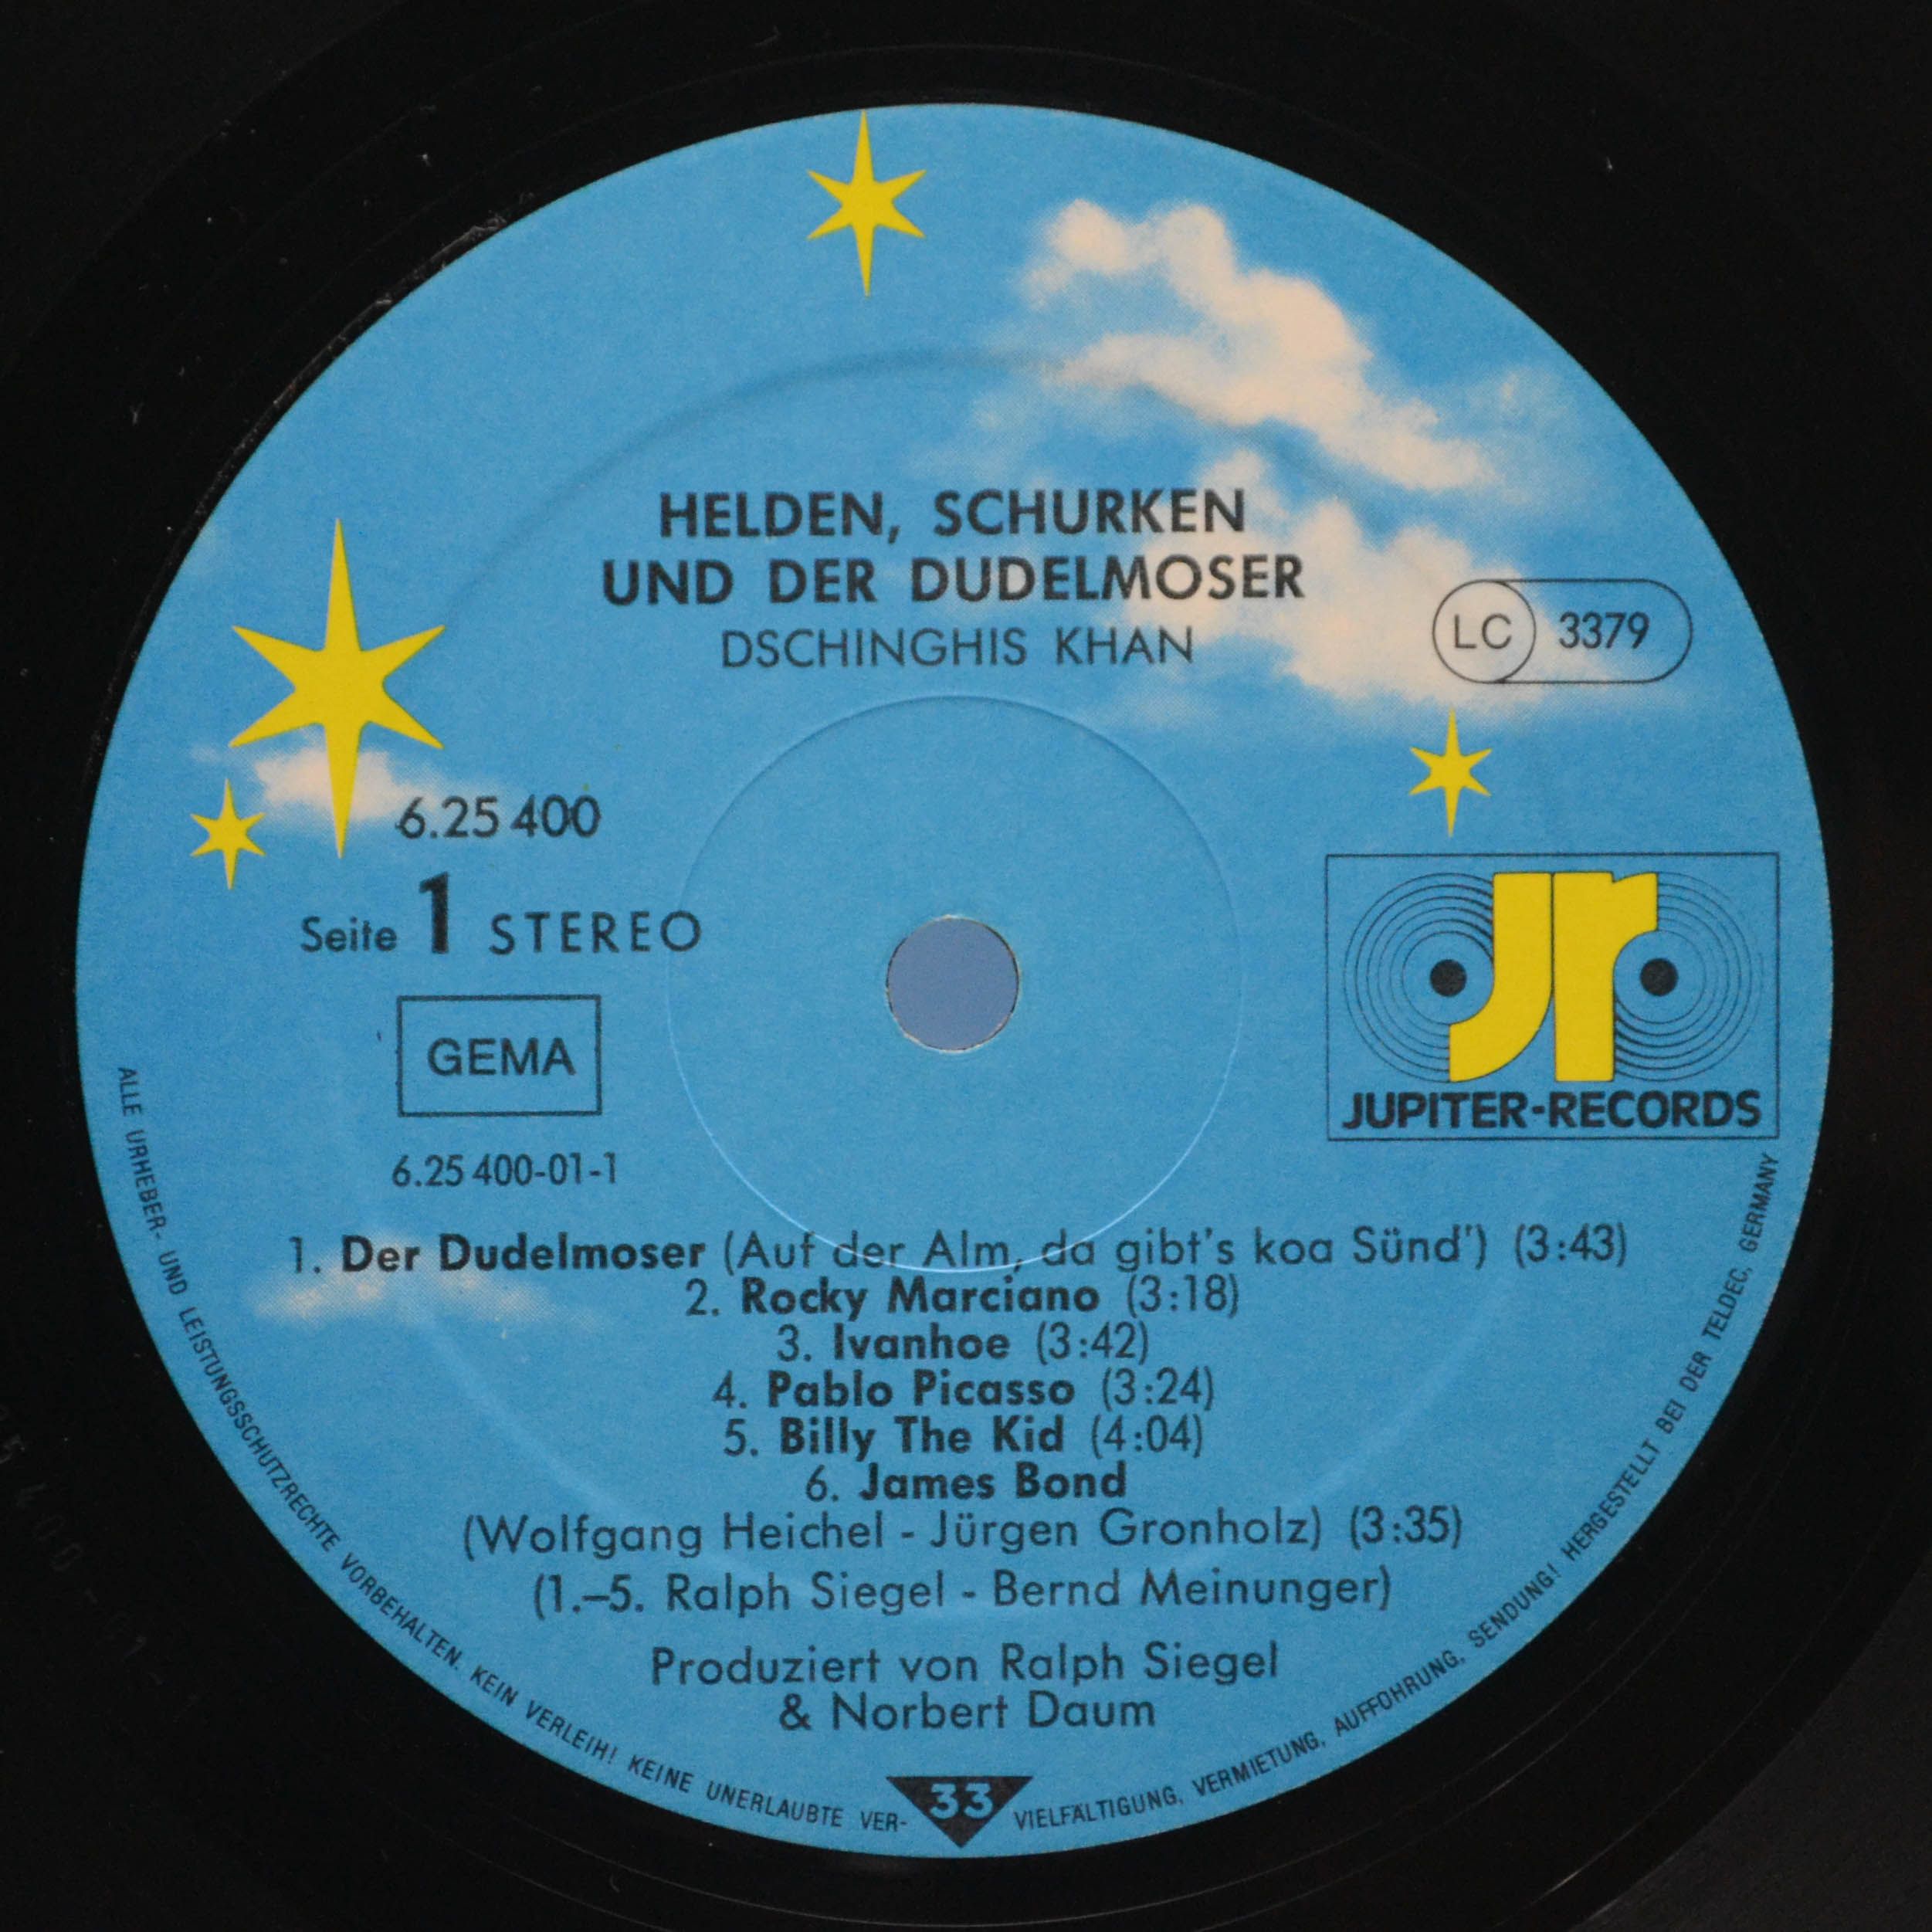 HELDEN, SCHURKEN
UND DER DUDELMOSER
DSCHINGHIS KHAN
LC 3379
6.25 400
Seite 1 STEREO
GEMA
6.25 400-01-1
jr
JUPITER-RECORDS
1. Der Dudelmoser (Auf der Alm, da gibt's koa Sünd') (3:43)
2. Rocky Marciano (3:18)
3. Ivanhoe (3:42)
4. Pablo Picasso (3:24)
5. Billy The Kid (4:04)
6. James Bond
(Wolfgang Heichel - Jürgen Gronholz) (3:35)
(1.–5. Ralph Siegel - Bernd Meinunger)
Produziert von Ralph Siegel
& Norbert Daum
33
ALLE URHEBER- UND LEISTUNGSSCHUTZRECHTE VORBEHALTEN. KEIN VERLEIH! KEINE UNERLAUBTE VER-VIELFÄLTIGUNG, VERMIETUNG, AUFFÜHRUNG, SENDUNG! HERGESTELLT BEI DER TELDEC, GERMANY